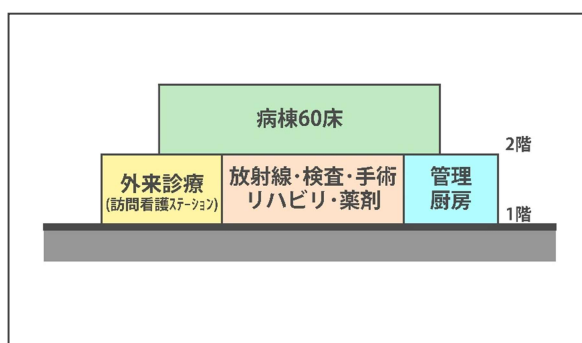 病棟60床
2階
外来診療
(訪問看護ｽﾃｰｼｮﾝ)
放射線・検査・手術
リハビリ・薬剤
管理
厨房
1階